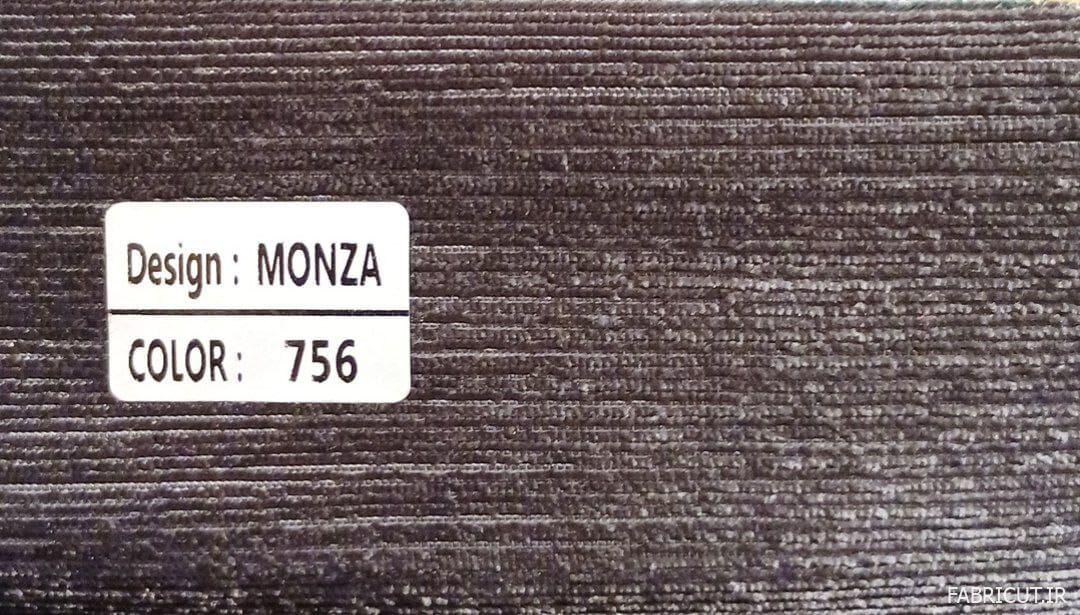 Design : MONZA
COLOR : 756
FABRICUT.IR